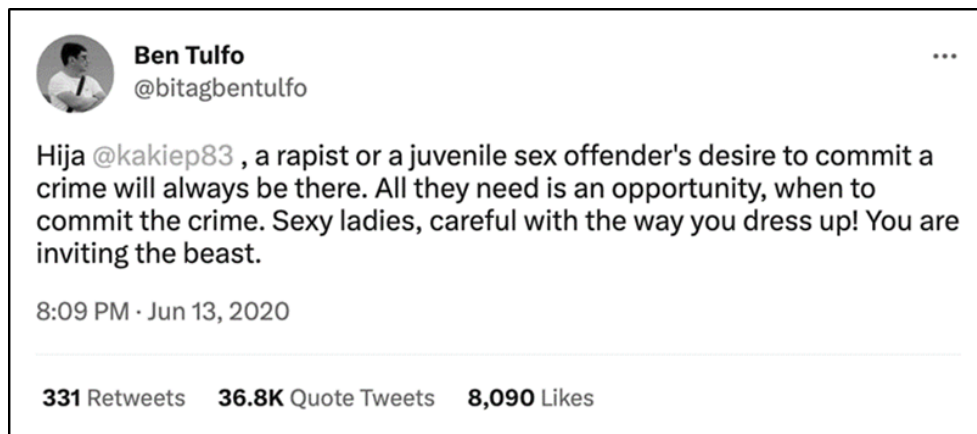 Ben Tulfo
@bitagbentulfo
Hija @kakiep83 , a rapist or a juvenile sex offender's desire to commit a
crime will always be there. All they need is an opportunity, when to
commit the crime. Sexy ladies, careful with the way you dress up! You are
inviting the beast.
8:09 PM · Jun 13, 2020
331 Retweets 36.8K Quote Tweets 8,090 Likes